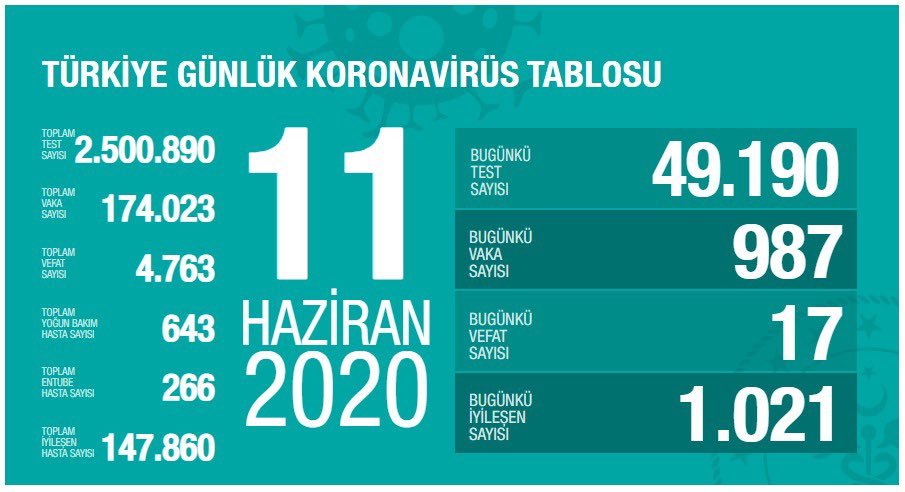 TÜRKİYE GÜNLÜK KORONAVİRÜS TABLOSU
TOPLAM
TEST
SAYISI
2.500.890
TOPLAM
VAKA
SAYISI
174.023
TOPLAM
VEFAT
SAYISI
4.763
TOPLAM
YOĞUN BAKIM
HASTA SAYISI
643
TOPLAM
ENTUBE
HASTA SAYISI
266
TOPLAM
İYİLEŞEN
HASTA SAYISI
147.860
11
HAZİRAN
2020
BUGÜNKÜ
TEST
SAYISI
49.190
BUGÜNKÜ
VAKA
SAYISI
987
BUGÜNKÜ
VEFAT
SAYISI
17
BUGÜNKÜ
İYİLEŞEN
SAYISI
1.021